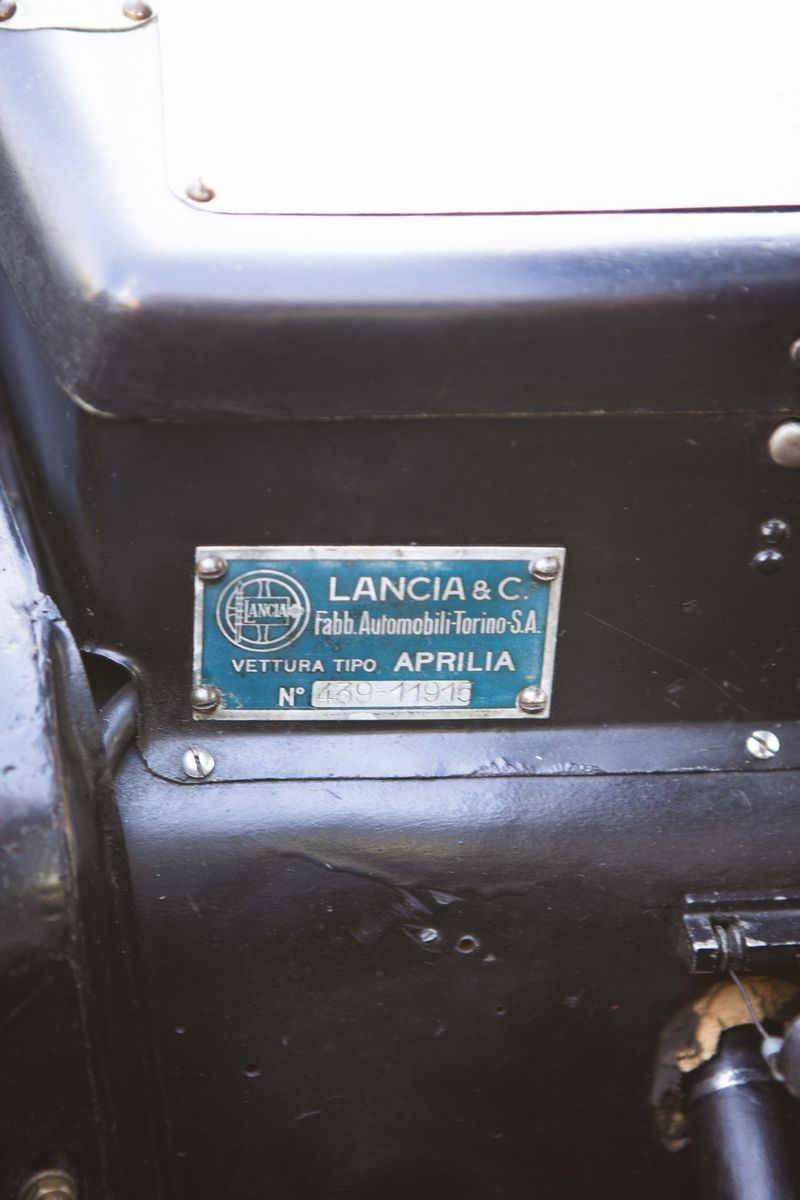 LANCIA & C.
LANCIA
Fabb. Automobili-Torino-S.A.
VETTURA TIPO APRILIA
N° 439-11915